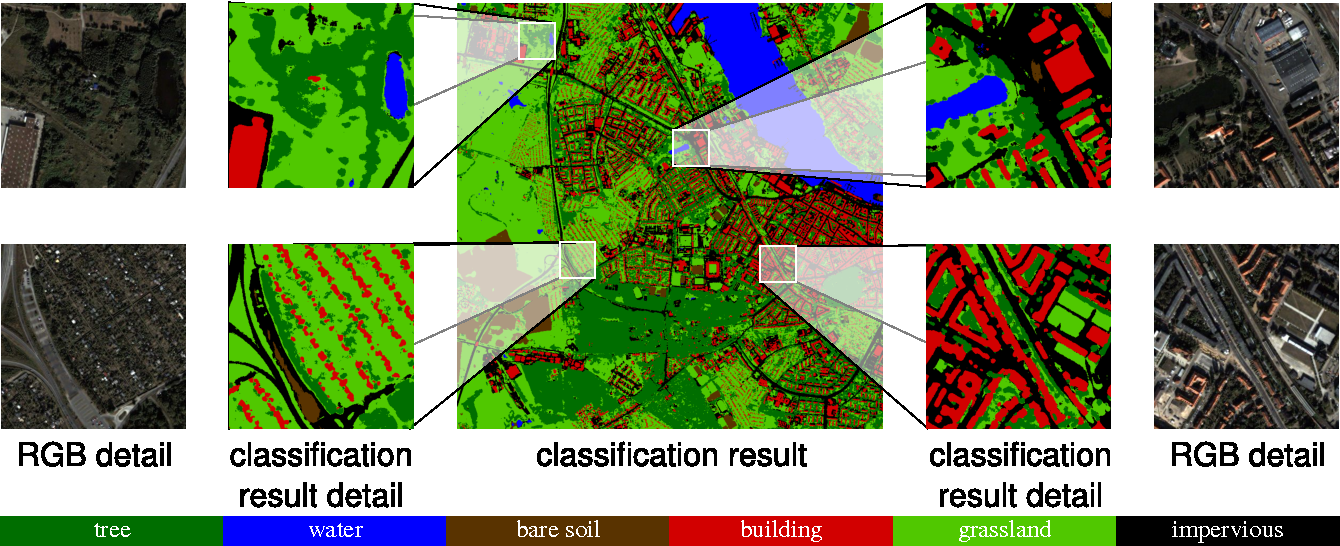 RGB detail
classification
result detail
classification result
classification
result detail
RGB detail
tree
water
bare soil
building
grassland
impervious